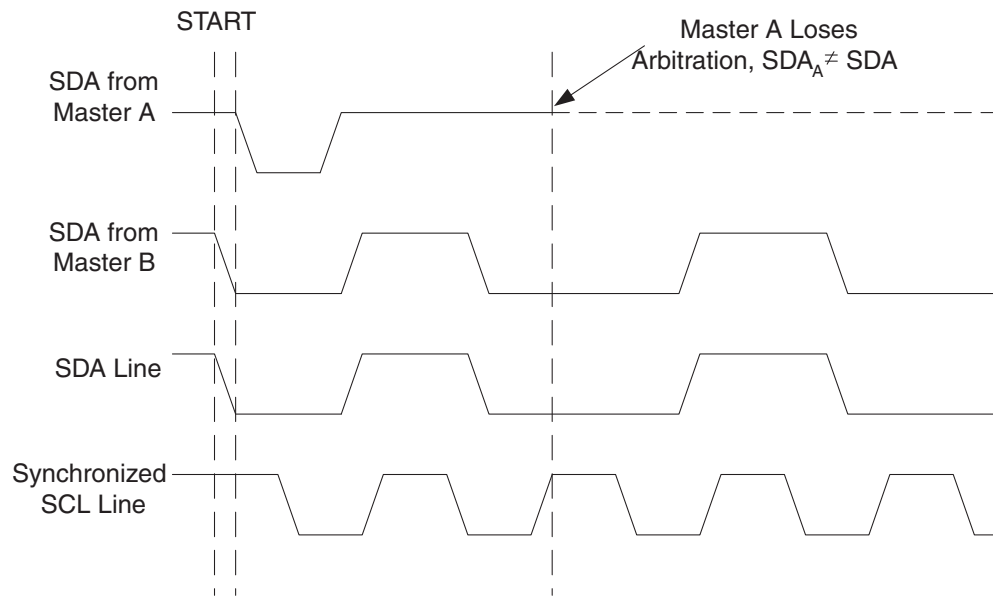 START
Master A Loses
Arbitration, SDA_A ≠ SDA
SDA from
Master A
SDA from
Master B
SDA Line
Synchronized
SCL Line